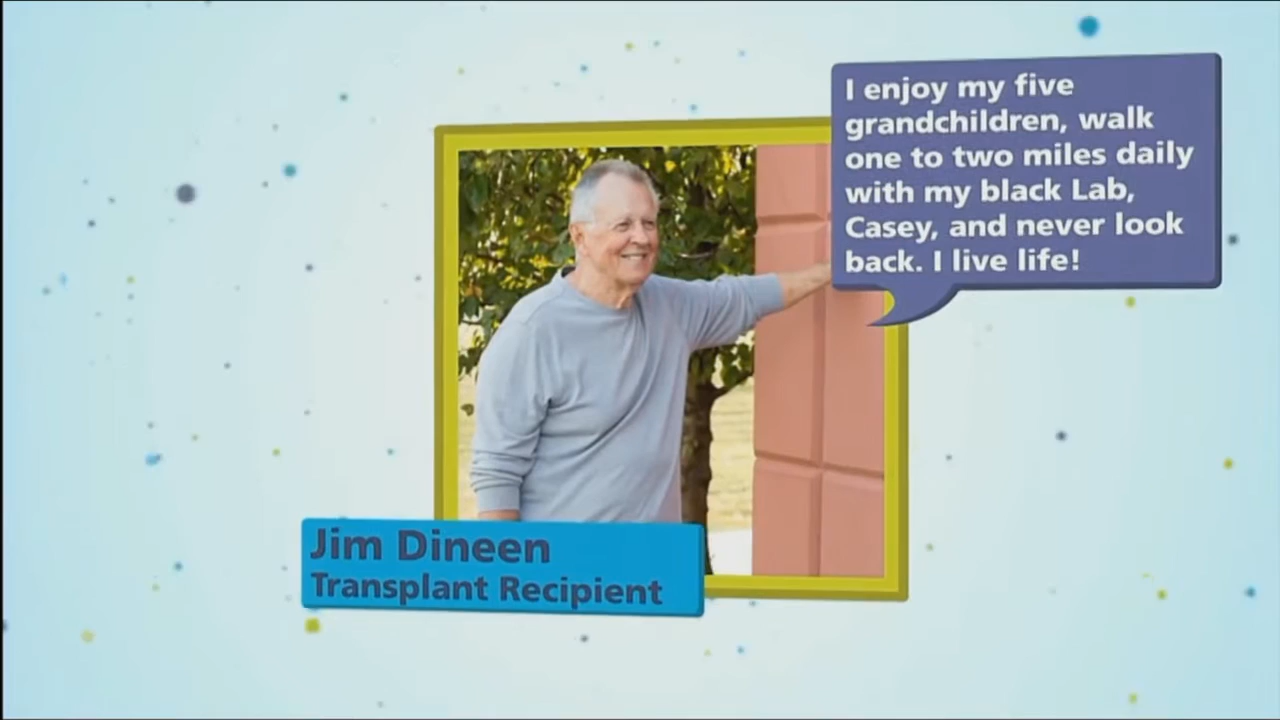 I enjoy my five
grandchildren, walk
one to two miles daily
with my black Lab,
Casey, and never look
back. I live life!
Jim Dineen
Transplant Recipient